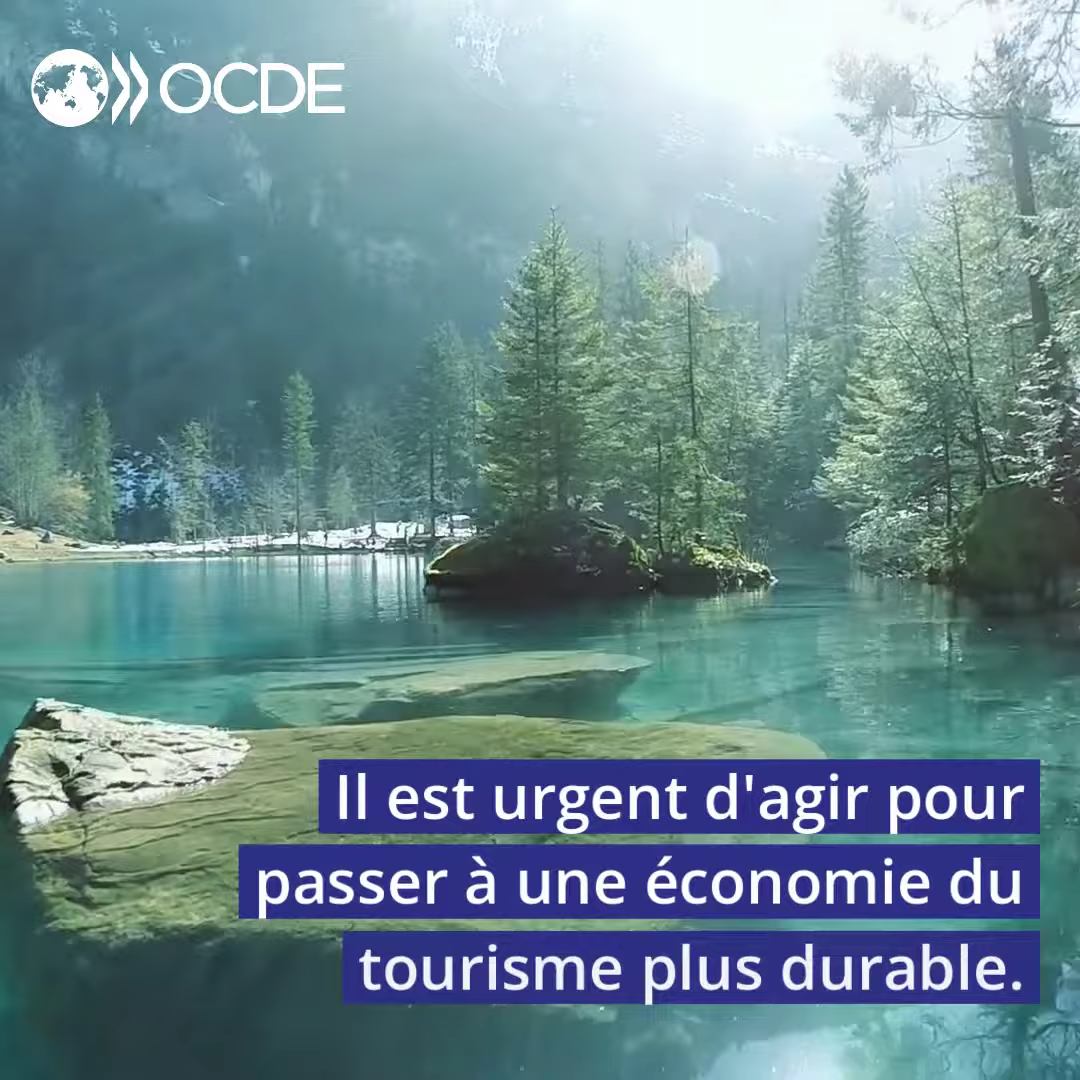 OCDE
Il est urgent d'agir pour
passer à une économie du
tourisme plus durable.